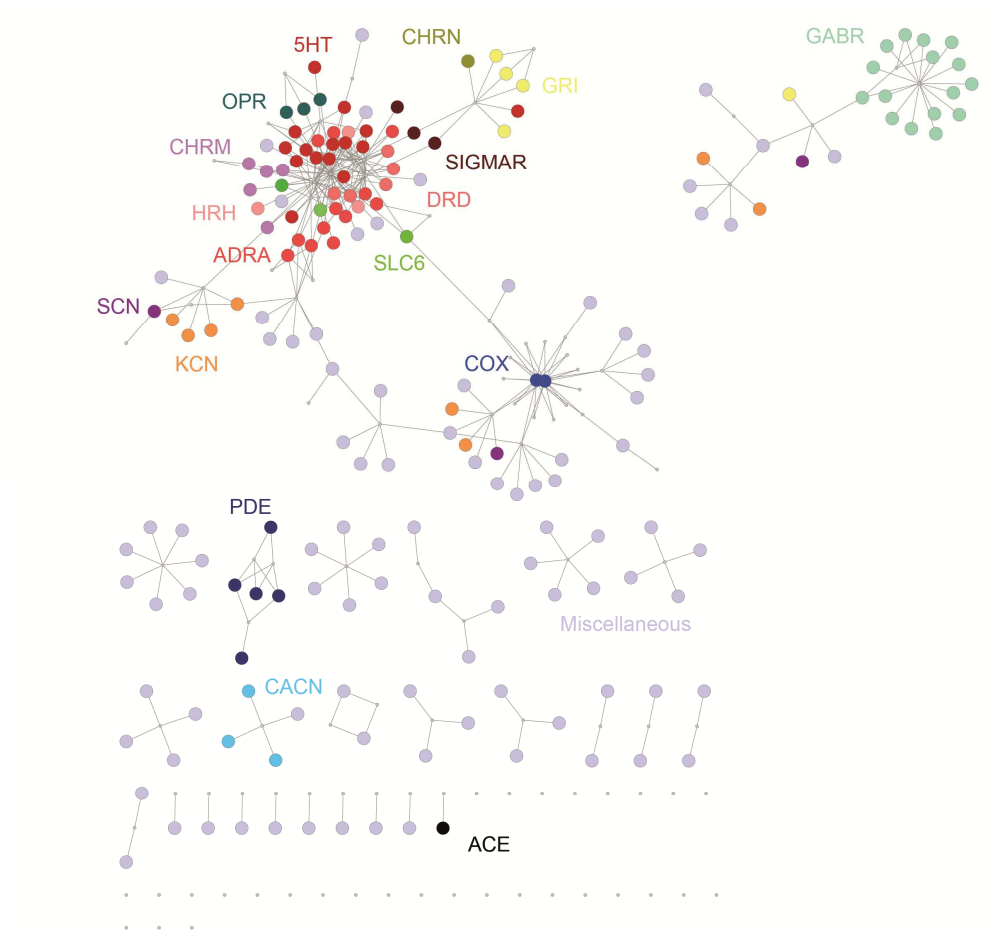 CHRN
GABR
5HT
GRI
OPR
CHRM
SIGMAR
HRH
DRD
ADRA
SLC6
SCN
KCN
COX
PDE
Miscellaneous
CACN
ACE